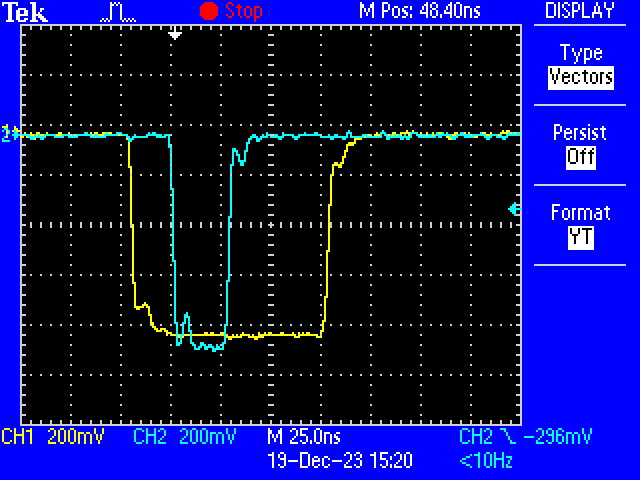 Tek Stop M Pos: 48.40ns DISPLAY
Type
Vectors
Persist
Off
Format
YT
CH1 200mV CH2 200mV M 25.0ns CH2 -296mV
19-Dec-23 15:20 <10Hz